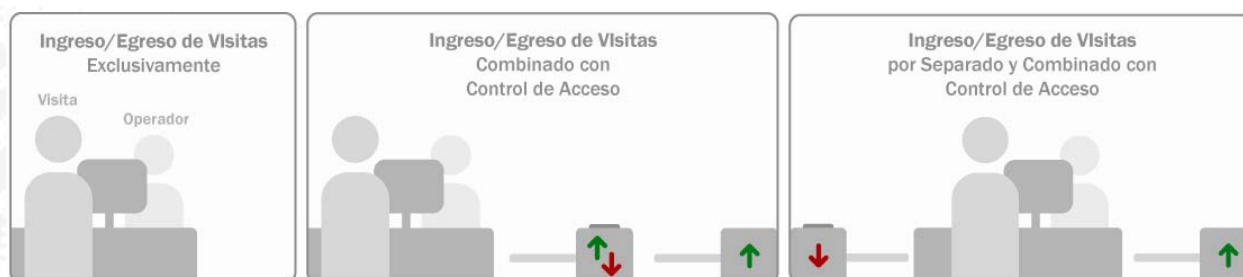 Ingreso/Egreso de VIsitas
Exclusivamente
Visita
Operador
Ingreso/Egreso de VIsitas
Combinado con
Control de Acceso
Ingreso/Egreso de VIsitas
por Separado y Combinado con
Control de Acceso